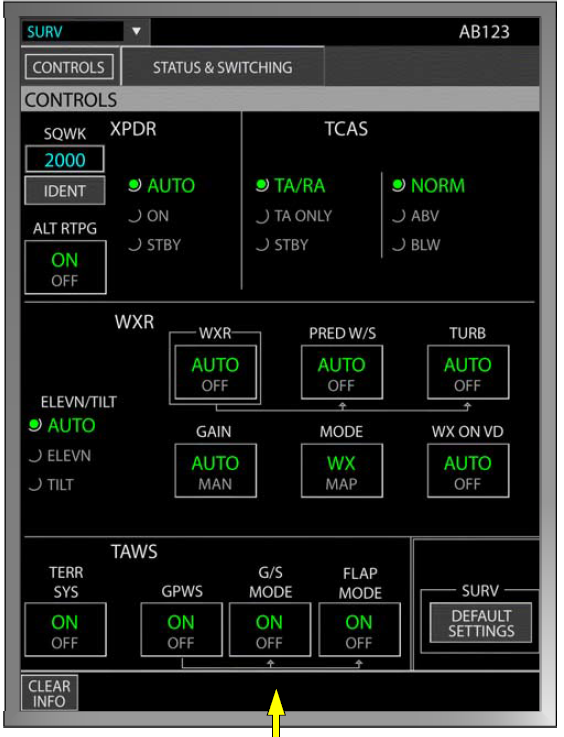 SURV AB123
CONTROLS STATUS & SWITCHING
CONTROLS
SQWK XPDR TCAS
2000
IDENT AUTO TA/RA NORM
ON TA ONLY ABV
ALT RTPG STBY STBY BLW
ON
OFF
WXR WXR PRED W/S TURB
AUTO AUTO AUTO
OFF OFF OFF
ELEVN/TILT
AUTO GAIN MODE WX ON VD
ELEVN AUTO WX AUTO
TILT MAN MAP OFF
TAWS
TERR SYS GPWS G/S MODE FLAP MODE SURV
ON ON ON ON DEFAULT
OFF OFF OFF OFF SETTINGS
CLEAR
INFO